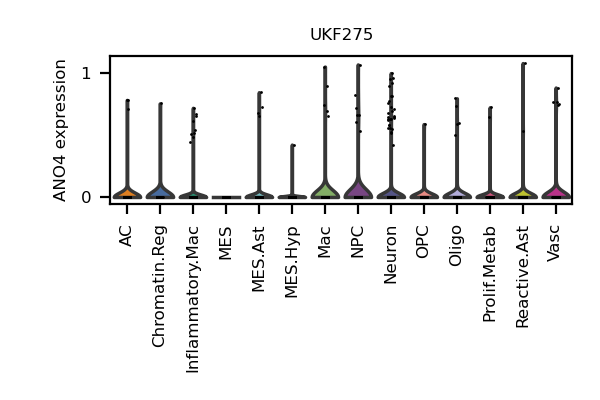 UKF275
ANO4 expression
1
0
AC
Chromatin.Reg
Inflammatory.Mac
MES
MES.Ast
MES.Hyp
Mac
NPC
Neuron
OPC
Oligo
Prolif.Metab
Reactive.Ast
Vasc